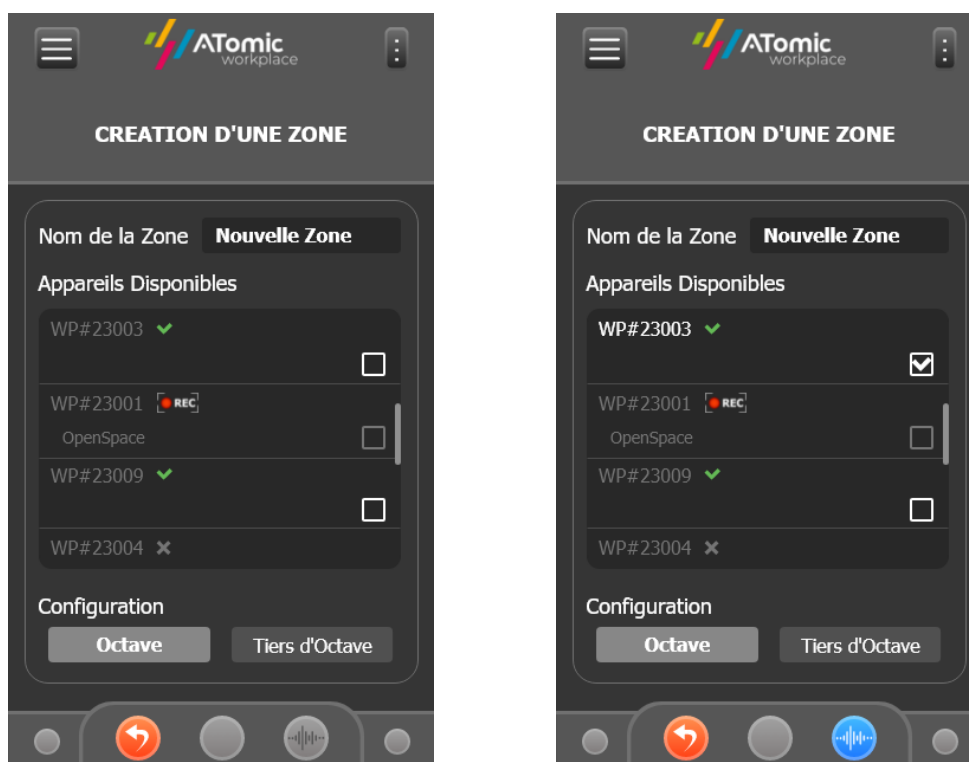 ATomic
workplace
CREATION D'UNE ZONE
Nom de la Zone Nouvelle Zone
Appareils Disponibles
WP#23003
WP#23001 REC
OpenSpace
WP#23009
WP#23004
Configuration
Octave Tiers d'Octave
ATomic
workplace
CREATION D'UNE ZONE
Nom de la Zone Nouvelle Zone
Appareils Disponibles
WP#23003
WP#23001 REC
OpenSpace
WP#23009
WP#23004
Configuration
Octave Tiers d'Octave